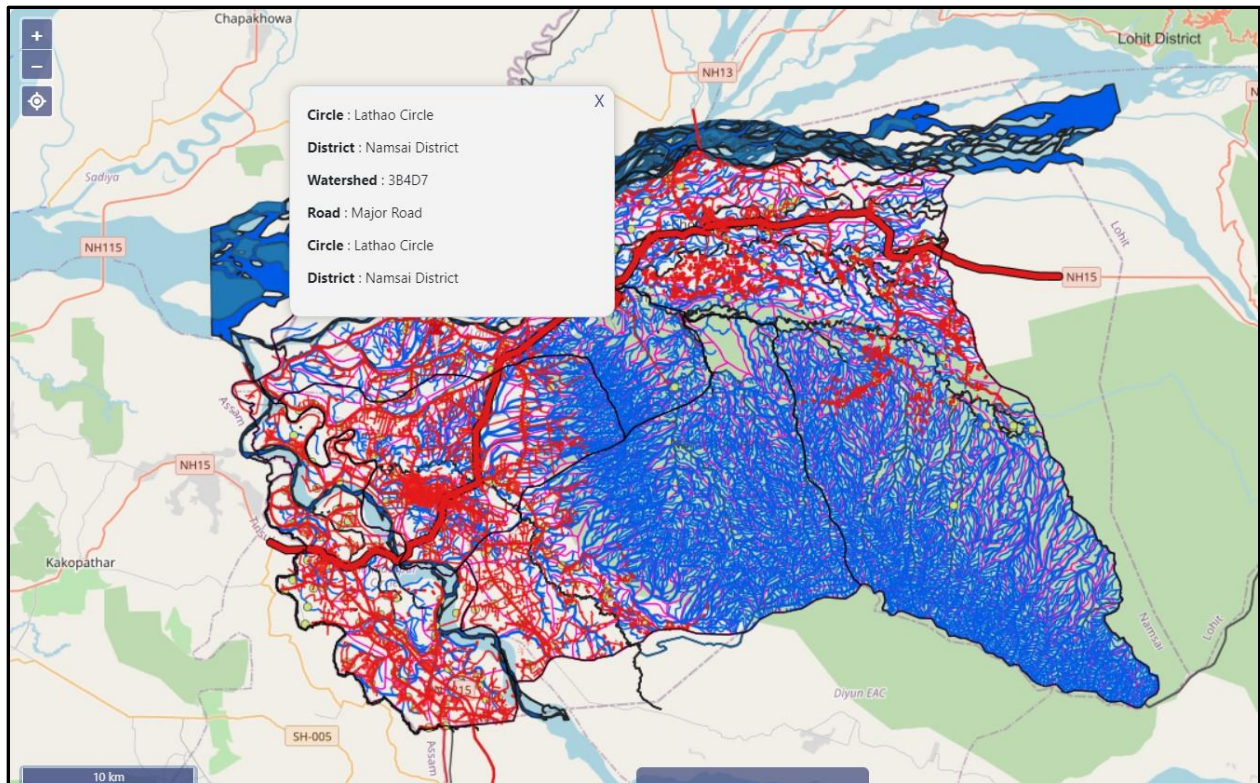 Chapakhowa
+
−
NH13
Lohit District
X
Circle : Lathao Circle
District : Namsai District
Watershed : 3B4D7
Road : Major Road
Circle : Lathao Circle
District : Namsai District
Sadiya
NH115
Lohit
NH15
Assam
NH15
Kakopathar
Namsai
Lohit
Diyun EAC
SH-005
Assam
10 km